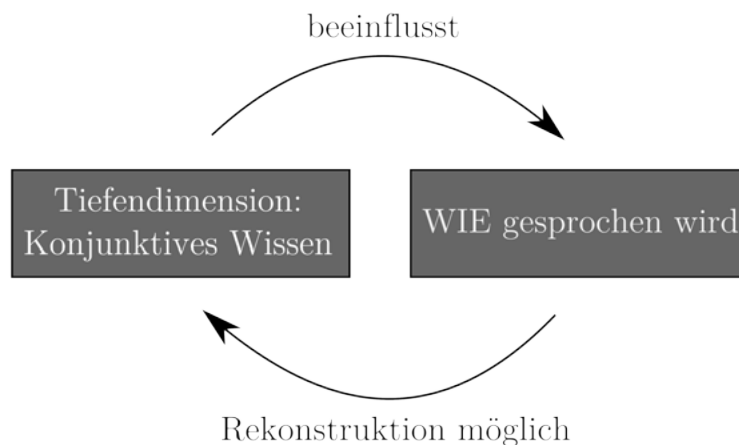 beeinflusst
Tiefendimension:
Konjunktives Wissen
WIE gesprochen wird
Rekonstruktion möglich